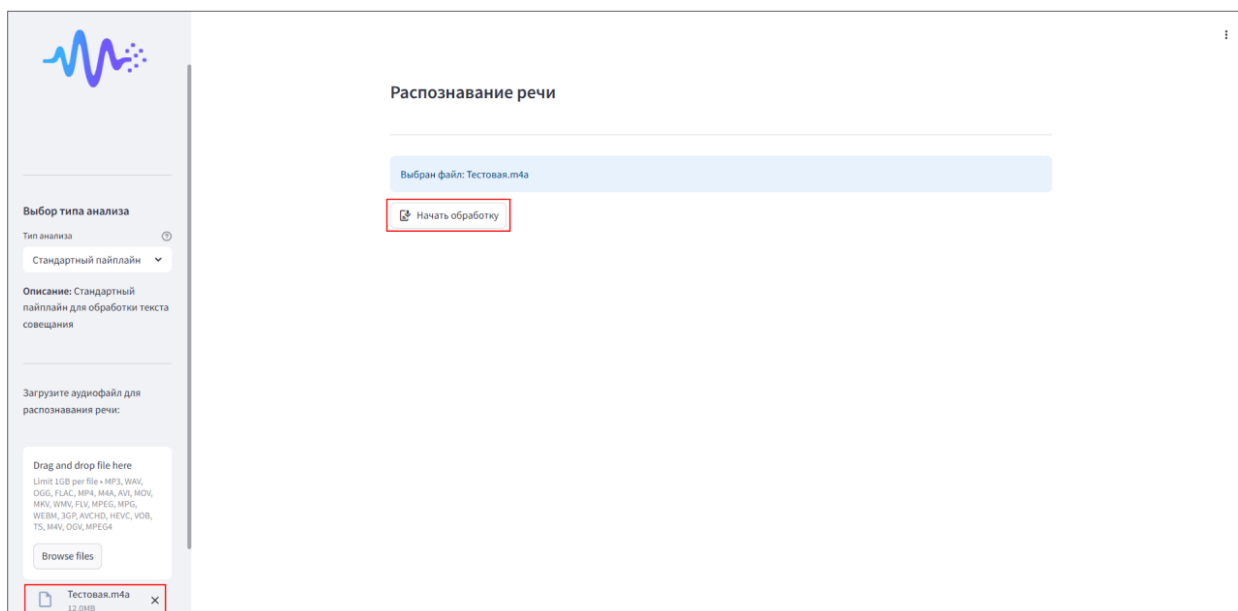 Выбор типа анализа
Тип анализа
Стандартный пайплайн
Описание: Стандартный
пайплайн для обработки текста
совещания
Загрузите аудиофайл для
распознавания речи:
Drag and drop file here
Limit 1GB per file • MP3, WAV,
OGG, FLAC, MP4, M4A, AVI, MOV,
MKV, WMV, FLV, MPEG, MPG,
WEBM, 3GP, AVCHD, HEVC, VOB,
TS, M4V, OGV, MPEG4
Browse files
Тестовая.m4a
12.0MB
Распознавание речи
Выбран файл: Тестовая.m4a
Начать обработку